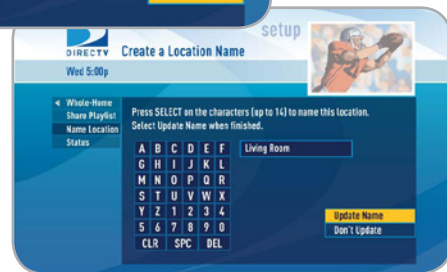 setup
DIRECTV Create a Location Name
Wed 5:00p
Whole-Home
Share Playlist
Name Location
Status
Press SELECT on the characters (up to 14) to name this location.
Select Update Name when finished.
Living Room
A B C D E F
G H I J K L
M N O P Q R
S T U V W X
Y Z 1 2 3 4
5 6 7 8 9 0
CLR SPC DEL
Update Name
Don't Update